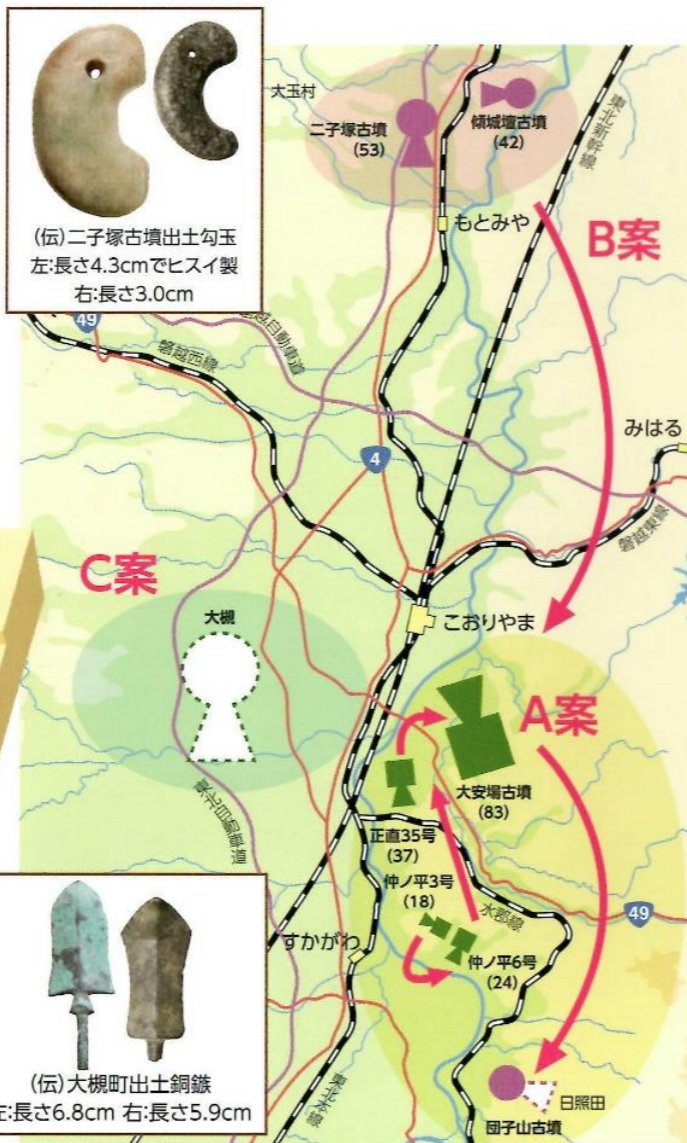 (伝)二子塚古墳出土勾玉
左:長さ4.3cmでヒスイ製
右:長さ3.0cm
大玉村
二子塚古墳
(53)
傾城壇古墳
(42)
東北新幹線
もとみや
B案
49
磐越自動車道
磐越西線
みはる
4
磐越東線
C案
大槻
こおりやま
A案
大安場古墳
(83)
東北自動車道
正直35号
(37)
仲ノ平3号
(18)
水郡線
49
すかがわ
仲ノ平6号
(24)
(伝)大槻町出土銅鏃
左:長さ6.8cm 右:長さ5.9cm
東北本線
日照田
団子山古墳